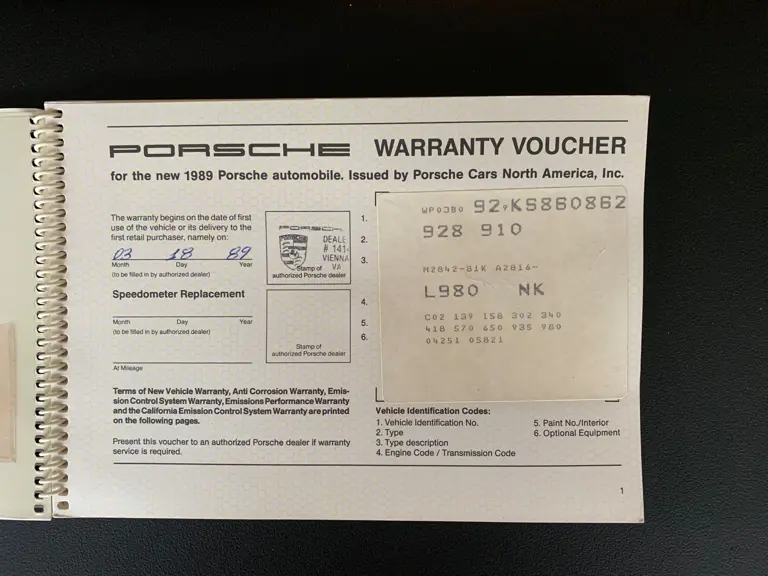 PORSCHE WARRANTY VOUCHER
for the new 1989 Porsche automobile. Issued by Porsche Cars North America, Inc.
The warranty begins on the date of first
use of the vehicle or its delivery to the
first retail purchaser, namely on:
03 18 89
Month Day Year
(to be filled in by authorized dealer)
PORSCHE
DEALE
# 141
VIENNA
VA
Stamp of
authorized Porsche dealer
Speedometer Replacement
Month Day Year
(to be filled in by authorized dealer)
At Mileage
Stamp of
authorized Porsche dealer
Terms of New Vehicle Warranty, Anti Corrosion Warranty, Emis-
sion Control System Warranty, Emissions Performance Warranty
and the California Emission Control System Warranty are printed
on the following pages.
Present this voucher to an authorized Porsche dealer if warranty
service is required.
1.
2.
3.
4.
5.
6.
WP0JB0 92 KS860862
928 910
M2842-81K A2816-
L980 NK
C02 139 158 302 340
418 570 650 935 980
04251 05821
Vehicle Identification Codes:
1. Vehicle Identification No.
2. Type
3. Type description
4. Engine Code / Transmission Code
5. Paint No./Interior
6. Optional Equipment
1